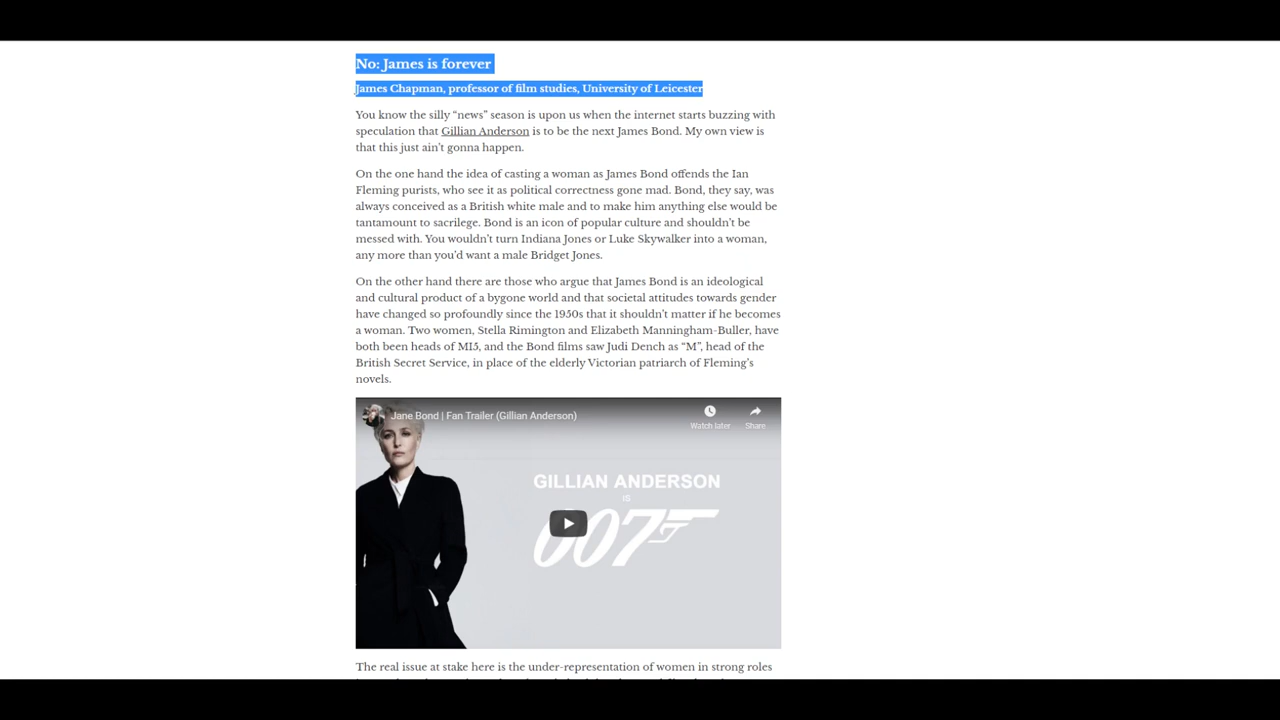 No: James is forever
James Chapman, professor of film studies, University of Leicester
You know the silly “news” season is upon us when the internet starts buzzing with
speculation that Gillian Anderson is to be the next James Bond. My own view is
that this just ain’t gonna happen.
On the one hand the idea of casting a woman as James Bond offends the Ian
Fleming purists, who see it as political correctness gone mad. Bond, they say, was
always conceived as a British white male and to make him anything else would be
tantamount to sacrilege. Bond is an icon of popular culture and shouldn’t be
messed with. You wouldn’t turn Indiana Jones or Luke Skywalker into a woman,
any more than you’d want a male Bridget Jones.
On the other hand there are those who argue that James Bond is an ideological
and cultural product of a bygone world and that societal attitudes towards gender
have changed so profoundly since the 1950s that it shouldn’t matter if he becomes
a woman. Two women, Stella Rimington and Elizabeth Manningham-Buller, have
both been heads of MI5, and the Bond films saw Judi Dench as “M”, head of the
British Secret Service, in place of the elderly Victorian patriarch of Fleming’s
novels.
Jane Bond | Fan Trailer (Gillian Anderson)
Watch later
Share
GILLIAN ANDERSON
IS
007
The real issue at stake here is the under-representation of women in strong roles